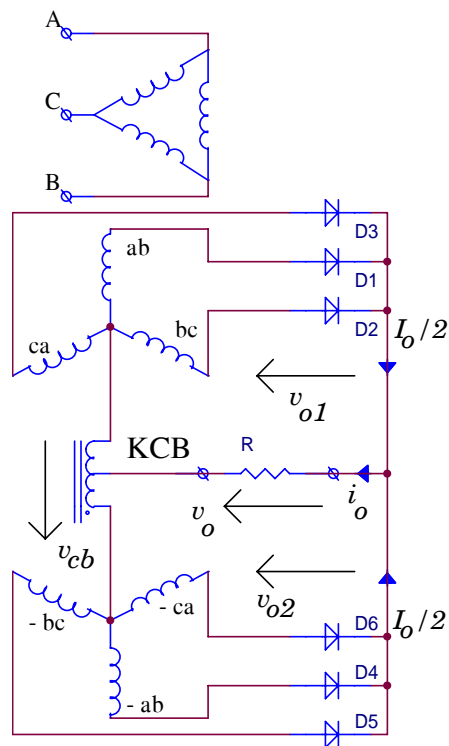 A
C
B
D3
ab
D1
bc
D2
I_o/2
ca
v_o1
KCB
R
v_o
i_o
v_cb
v_o2
- bc
- ca
D6
I_o/2
- ab
D4
D5